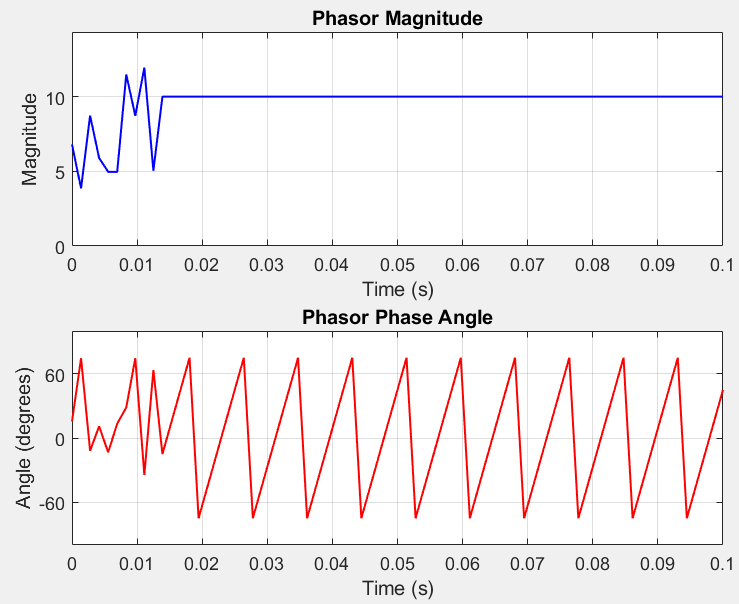 Phasor Magnitude
Magnitude
10
5
0
0 0.01 0.02 0.03 0.04 0.05 0.06 0.07 0.08 0.09 0.1
Time (s)
Phasor Phase Angle
Angle (degrees)
60
0
-60
0 0.01 0.02 0.03 0.04 0.05 0.06 0.07 0.08 0.09 0.1
Time (s)